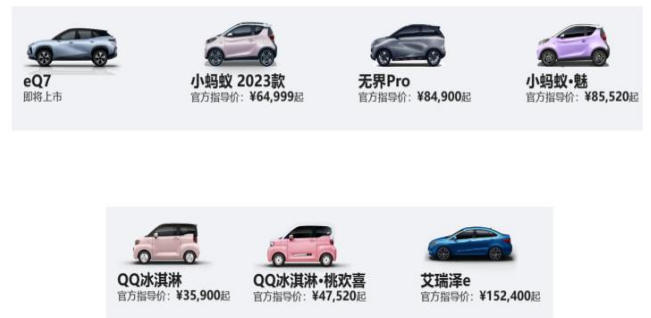 eQ7
即将上市
小蚂蚁 2023款
官方指导价：¥64,999起
无界Pro
官方指导价：¥84,900起
小蚂蚁·魅
官方指导价：¥85,520起
QQ冰淇淋
官方指导价：¥35,900起
QQ冰淇淋·桃欢喜
官方指导价：¥47,520起
艾瑞泽e
官方指导价：¥152,400起